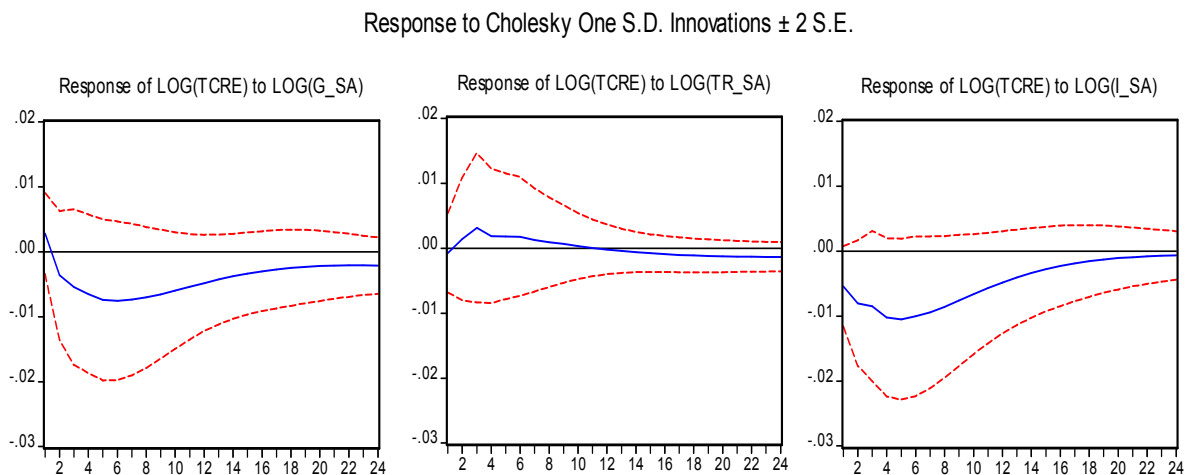 Response to Cholesky One S.D. Innovations ± 2 S.E.
Response of LOG(TCRE) to LOG(G_SA)
.02
.01
.00
-.01
-.02
-.03
2 4 6 8 10 12 14 16 18 20 22 24
Response of LOG(TCRE) to LOG(TR_SA)
.02
.01
.00
-.01
-.02
-.03
2 4 6 8 10 12 14 16 18 20 22 24
Response of LOG(TCRE) to LOG(I_SA)
.02
.01
.00
-.01
-.02
-.03
2 4 6 8 10 12 14 16 18 20 22 24